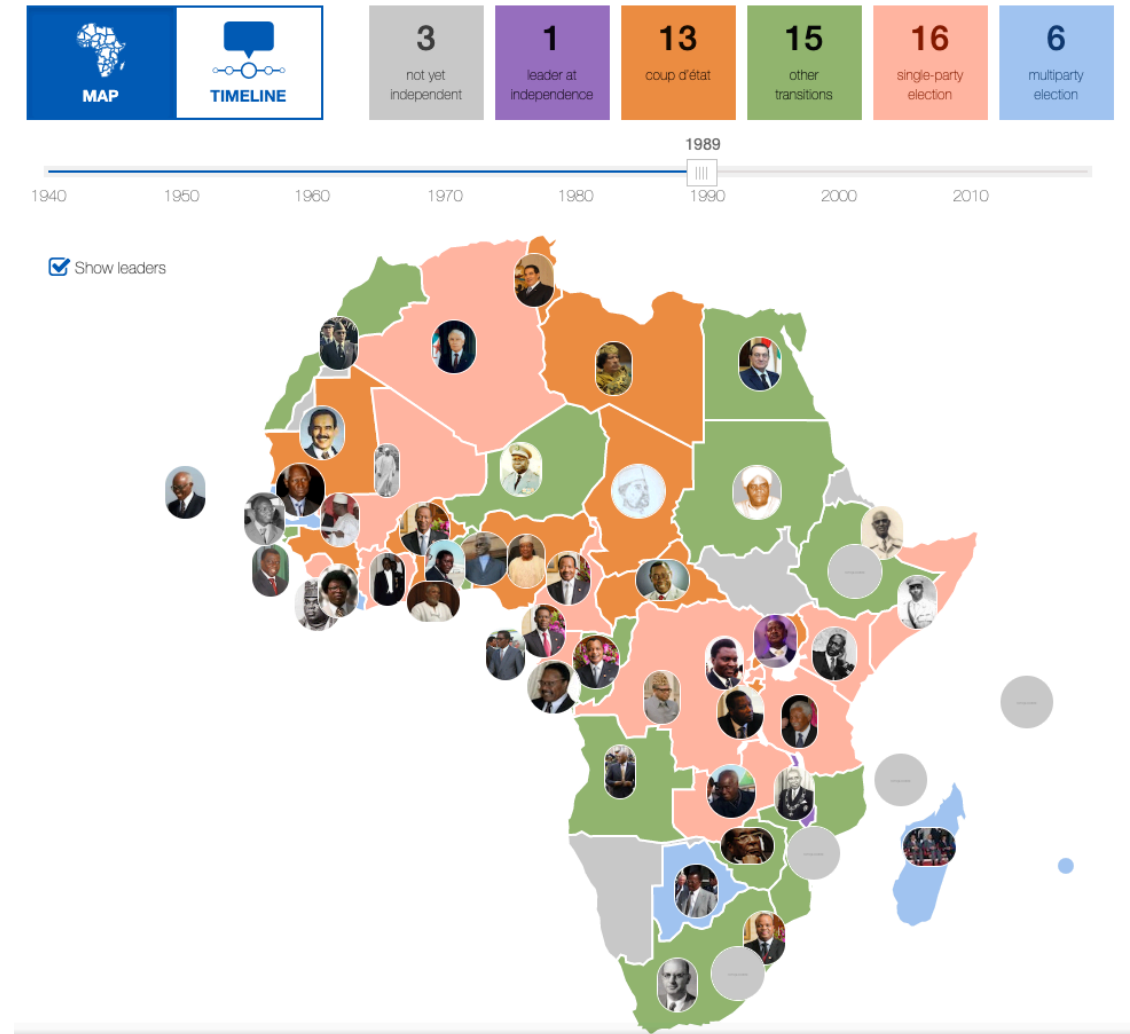 MAP
TIMELINE
3
not yet
independent
1
leader at
independence
13
coup d'état
15
other
transitions
16
single-party
election
6
multiparty
election
1989
1940
1950
1960
1970
1980
1990
2000
2010
Show leaders